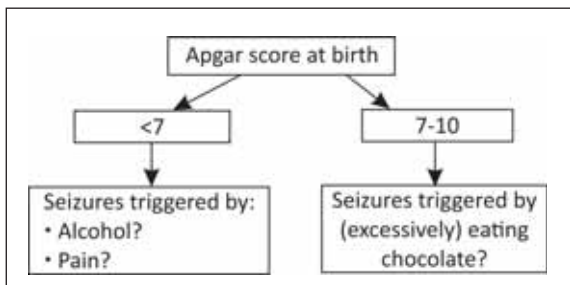 Apgar score at birth
<7
7-10
Seizures triggered by:
• Alcohol?
• Pain?
Seizures triggered by
(excessively) eating
chocolate?